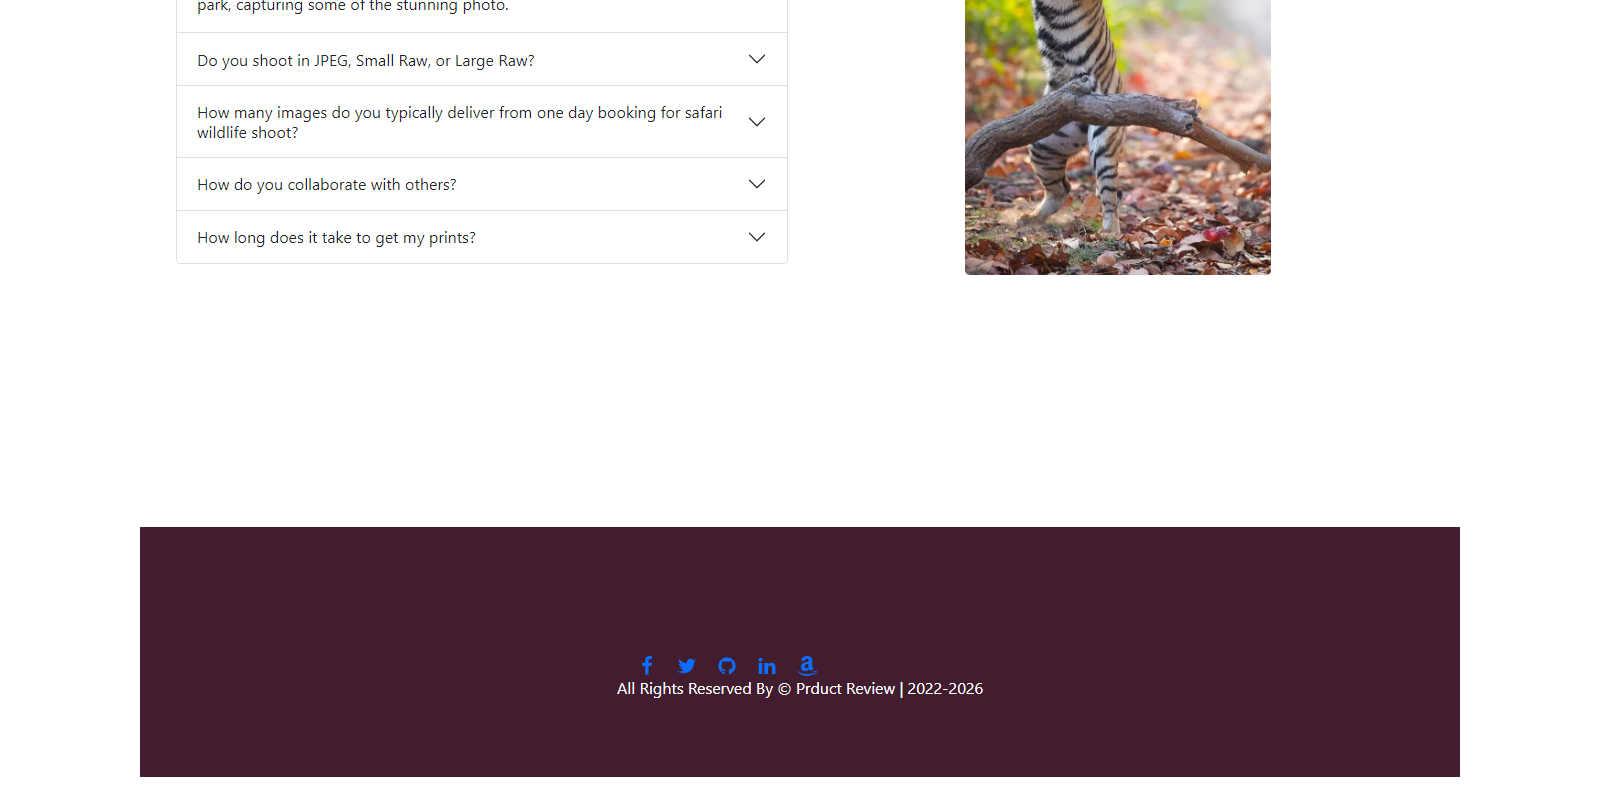 park, capturing some of the stunning photo.
Do you shoot in JPEG, Small Raw, or Large Raw?
How many images do you typically deliver from one day booking for safari
wildlife shoot?
How do you collaborate with others?
How long does it take to get my prints?
All Rights Reserved By © Prduct Review | 2022-2026